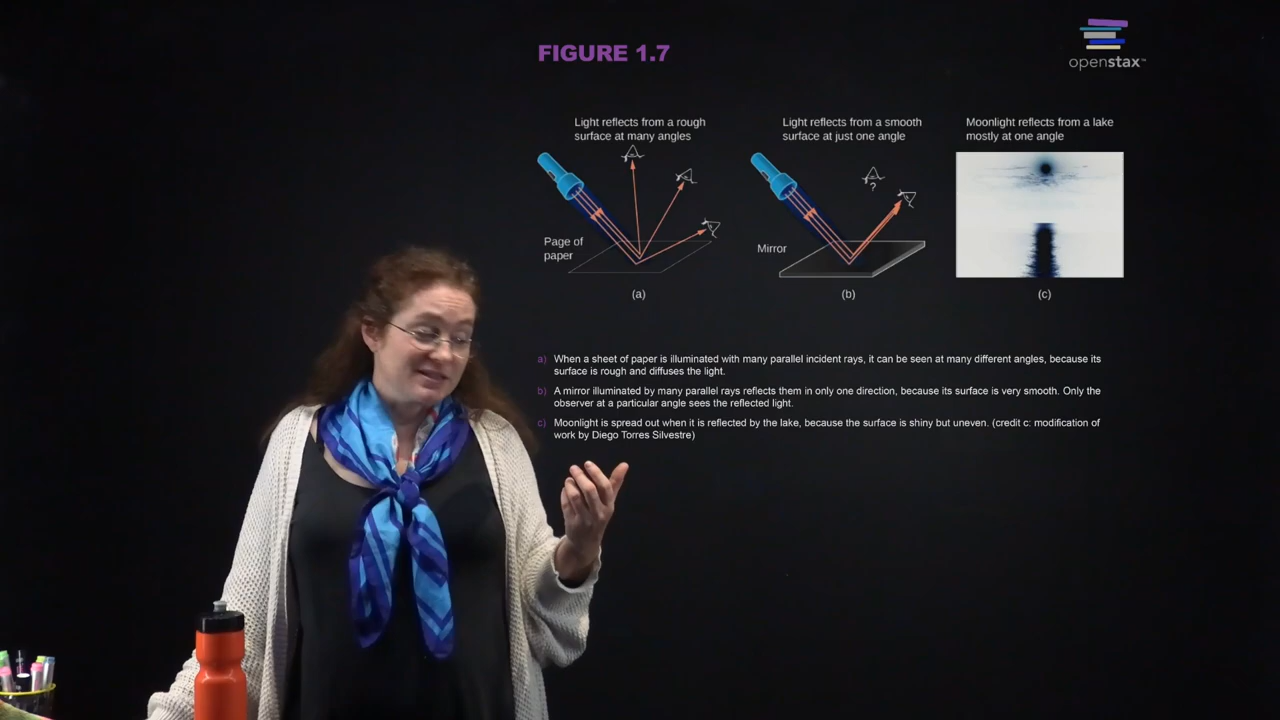 FIGURE 1.7
openstax™
Light reflects from a rough
surface at many angles
Page of
paper
(a)
Light reflects from a smooth
surface at just one angle
?
Mirror
(b)
Moonlight reflects from a lake
mostly at one angle
(c)
a) When a sheet of paper is illuminated with many parallel incident rays, it can be seen at many different angles, because its
surface is rough and diffuses the light.
b) A mirror illuminated by many parallel rays reflects them in only one direction, because its surface is very smooth. Only the
observer at a particular angle sees the reflected light.
c) Moonlight is spread out when it is reflected by the lake, because the surface is shiny but uneven. (credit c: modification of
work by Diego Torres Silvestre)